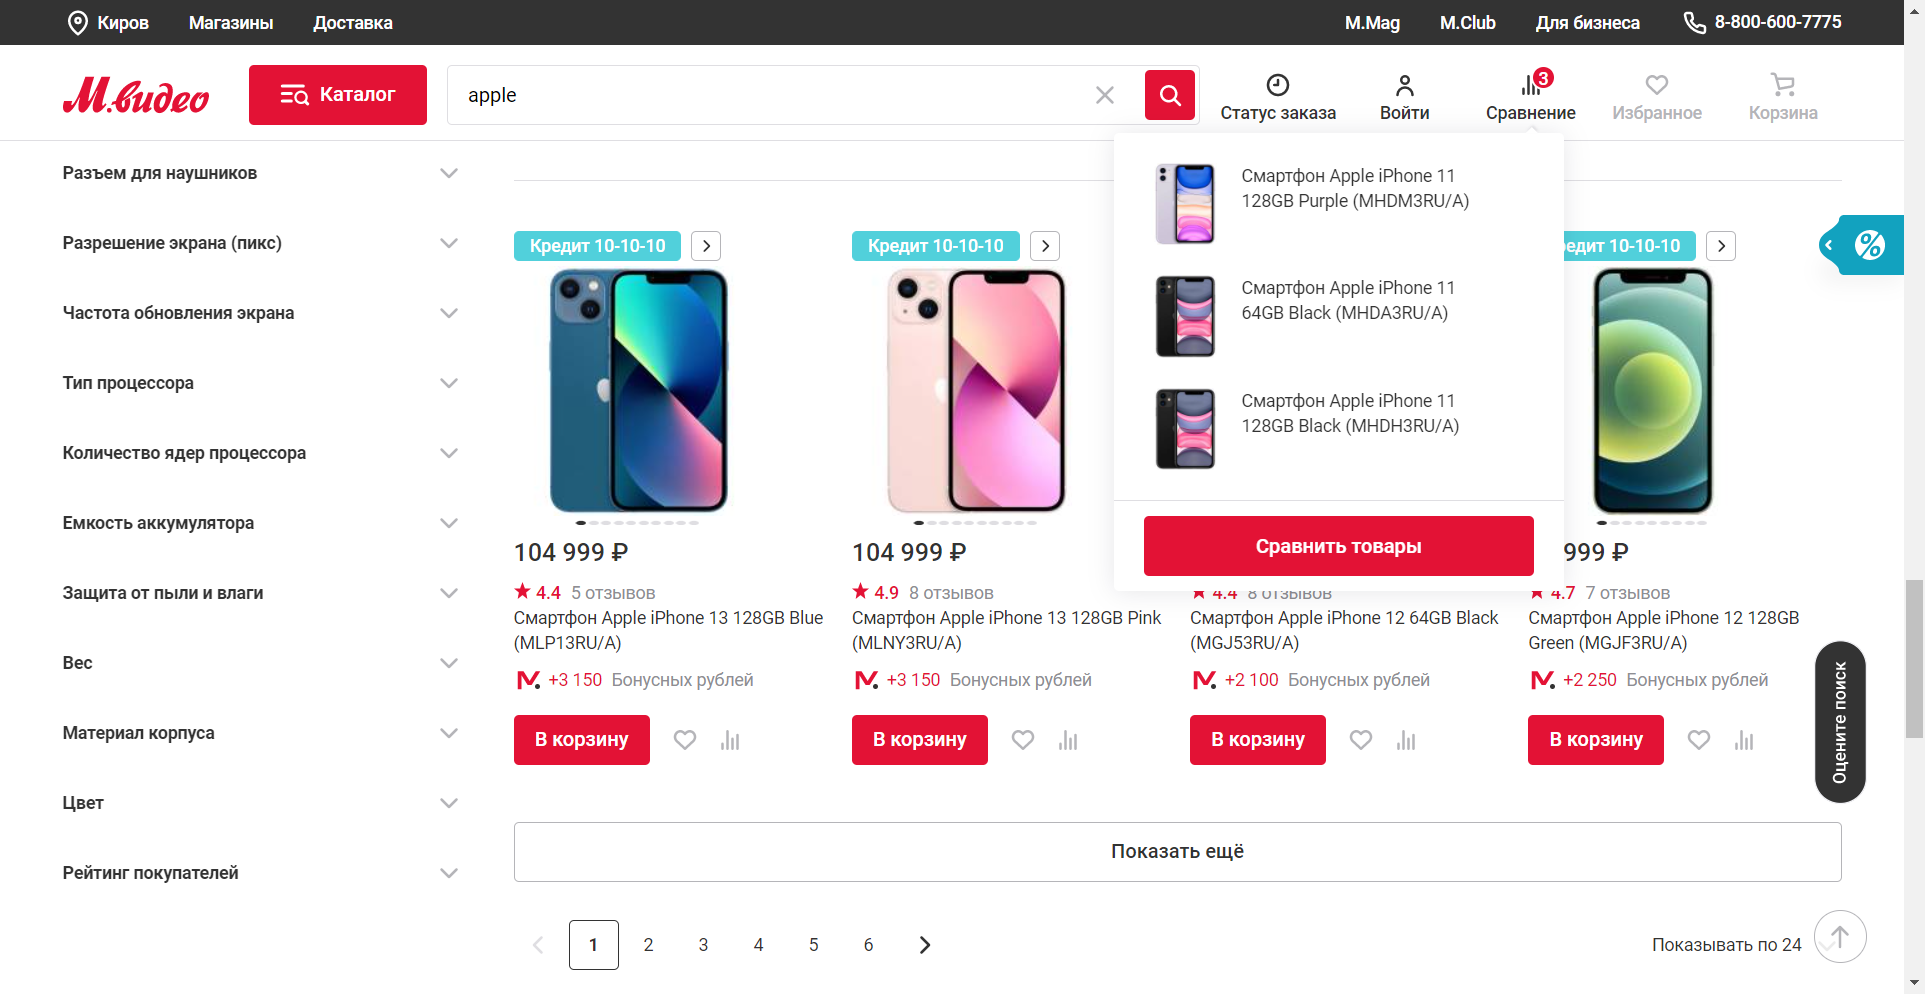 Киров Магазины Доставка M.Mag M.Club Для бизнеса 8-800-600-7775
М.видео Каталог apple Статус заказа Войти Сравнение 3 Избранное Корзина
Разъем для наушников
Разрешение экрана (пикс)
Частота обновления экрана
Тип процессора
Количество ядер процессора
Емкость аккумулятора
Защита от пыли и влаги
Вес
Материал корпуса
Цвет
Рейтинг покупателей
Смартфон Apple iPhone 11
128GB Purple (MHDM3RU/A)
Смартфон Apple iPhone 11
64GB Black (MHDA3RU/A)
Смартфон Apple iPhone 11
128GB Black (MHDH3RU/A)
Сравнить товары
Кредит 10-10-10
104 999 ₽
4.4 5 отзывов
Смартфон Apple iPhone 13 128GB Blue
(MLP13RU/A)
+3 150 Бонусных рублей
В корзину
Кредит 10-10-10
104 999 ₽
4.9 8 отзывов
Смартфон Apple iPhone 13 128GB Pink
(MLNY3RU/A)
+3 150 Бонусных рублей
В корзину
4.4 8 отзывов
Смартфон Apple iPhone 12 64GB Black
(MGJ53RU/A)
+2 100 Бонусных рублей
В корзину
едит 10-10-10
999 ₽
4.7 7 отзывов
Смартфон Apple iPhone 12 128GB
Green (MGJF3RU/A)
+2 250 Бонусных рублей
В корзину
%
Оцените поиск
Показать ещё
1 2 3 4 5 6
Показывать по 24